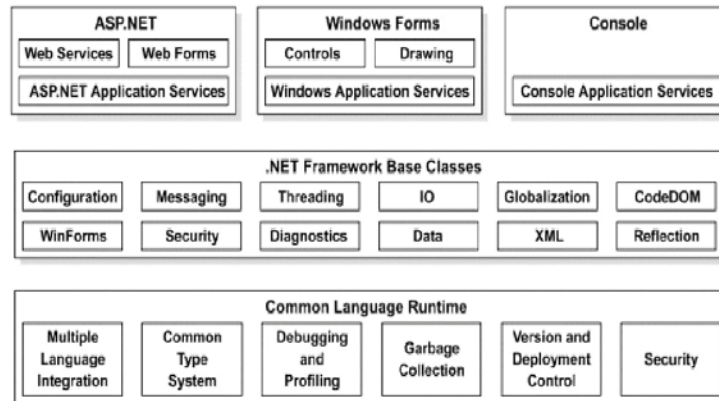 ASP.NET
Web Services
Web Forms
ASP.NET Application Services
Windows Forms
Controls
Drawing
Windows Application Services
Console
Console Application Services
.NET Framework Base Classes
Configuration
Messaging
Threading
IO
Globalization
CodeDOM
WinForms
Security
Diagnostics
Data
XML
Reflection
Common Language Runtime
Multiple
Language
Integration
Common
Type
System
Debugging
and
Profiling
Garbage
Collection
Version and
Deployment
Control
Security